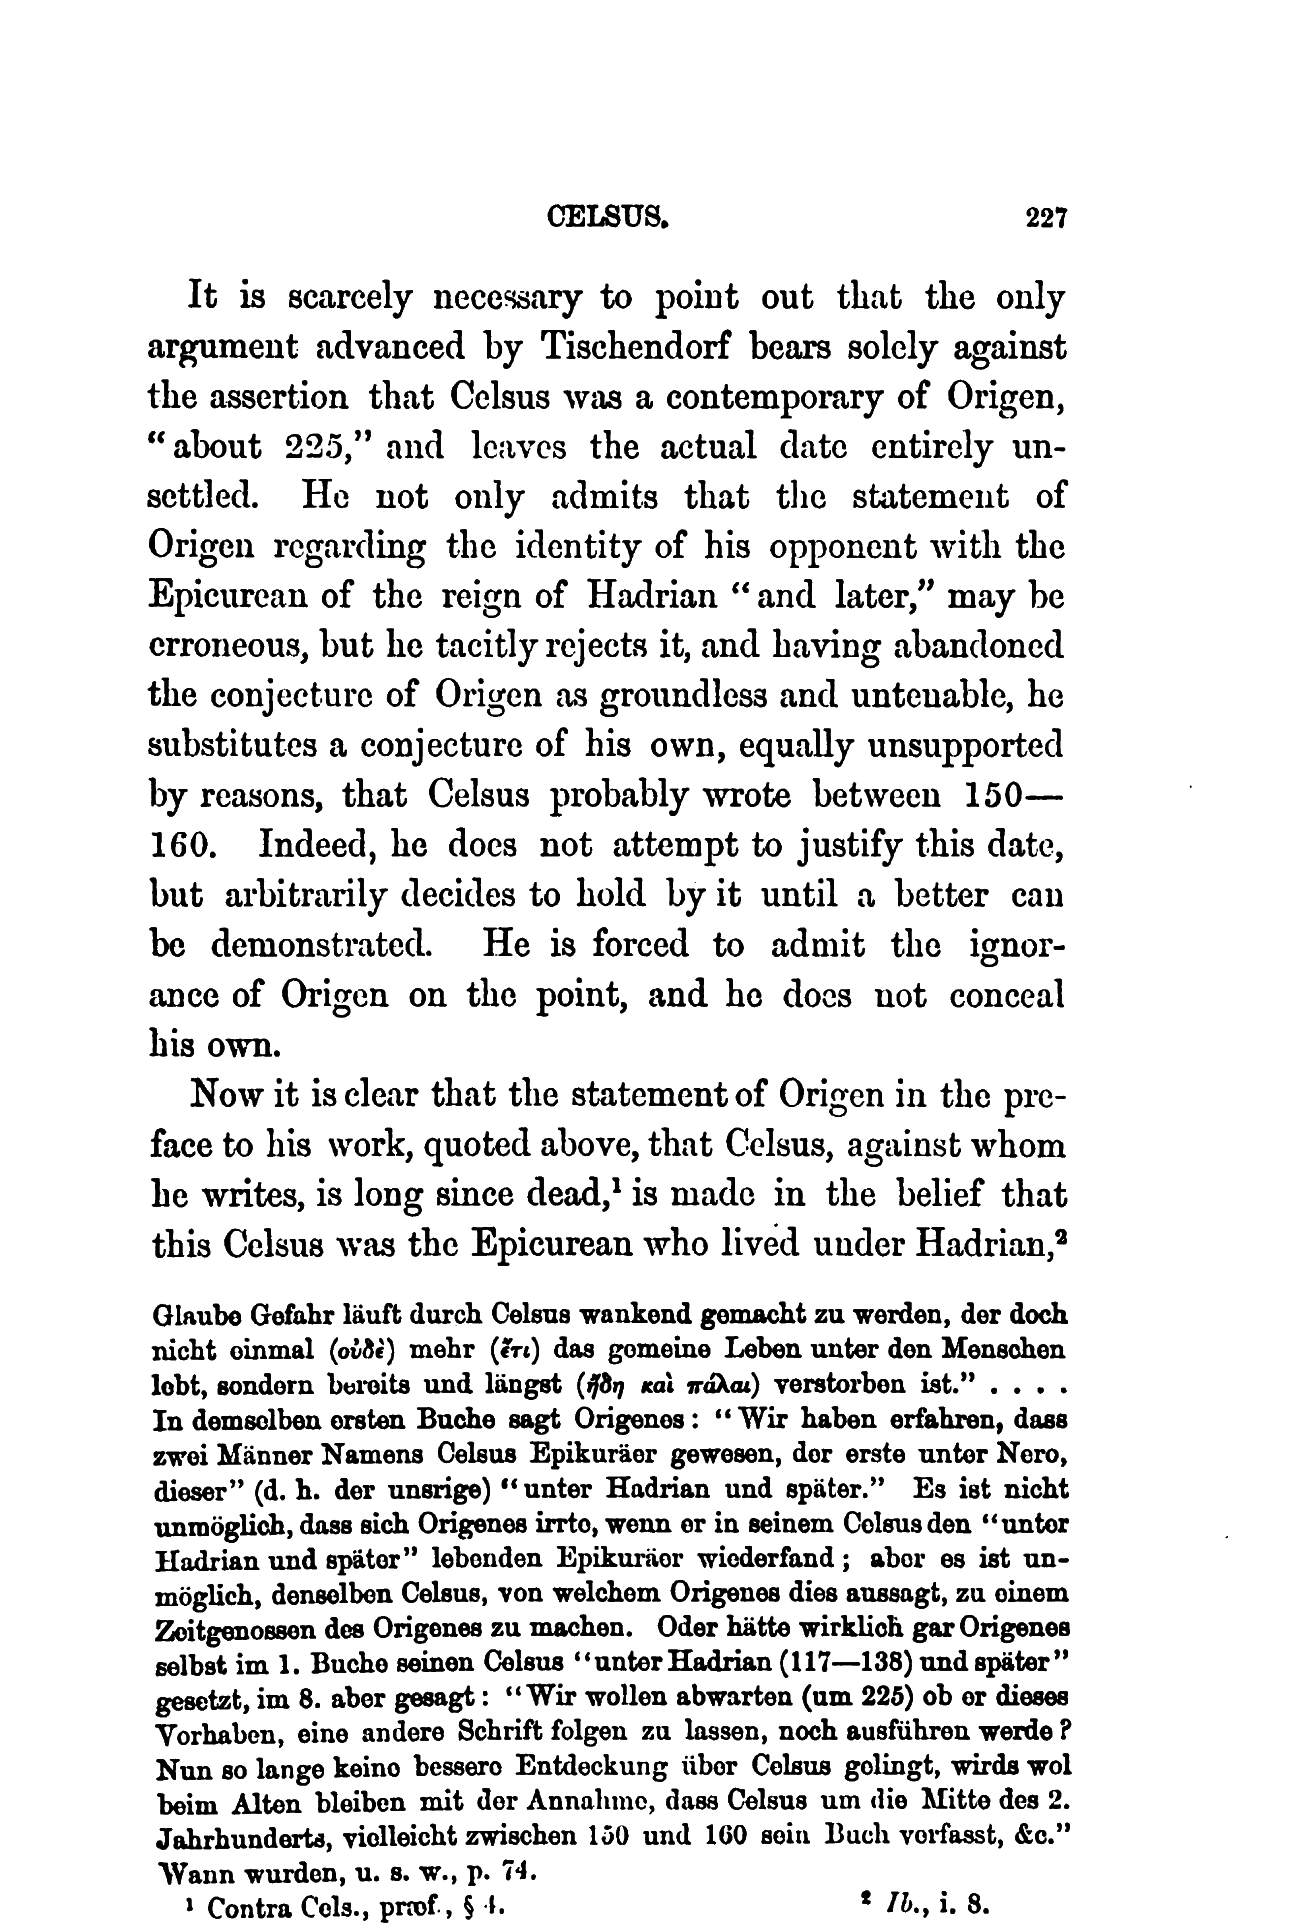 CELSUS. 227
It is scarcely necessary to point out that the only
argument advanced by Tischendorf bears solely against
the assertion that Celsus was a contemporary of Origen,
“about 225,” and leaves the actual date entirely un-
settled. He not only admits that the statement of
Origen regarding the identity of his opponent with the
Epicurean of the reign of Hadrian “and later,” may be
erroneous, but he tacitly rejects it, and having abandoned
the conjecture of Origen as groundless and untenable, he
substitutes a conjecture of his own, equally unsupported
by reasons, that Celsus probably wrote between 150—
160. Indeed, he does not attempt to justify this date,
but arbitrarily decides to hold by it until a better can
be demonstrated. He is forced to admit the ignor-
ance of Origen on the point, and he does not conceal
his own.
Now it is clear that the statement of Origen in the pre-
face to his work, quoted above, that Celsus, against whom
he writes, is long since dead,¹ is made in the belief that
this Celsus was the Epicurean who lived under Hadrian,²
Glaube Gefahr läuft durch Celsus wankend gemacht zu werden, der doch
nicht einmal (οὐδὲ) mehr (ἔτι) das gemeine Leben unter den Menschen
lebt, sondern bereits und längst (ἤδη καὶ πάλαι) verstorben ist.” . . . .
In demselben ersten Buche sagt Origenes: “Wir haben erfahren, dass
zwei Männer Namens Celsus Epikuräer gewesen, der erste unter Nero,
dieser” (d. h. der unsrige) “unter Hadrian und später.” Es ist nicht
unmöglich, dass sich Origenes irrte, wenn er in seinem Celsus den “unter
Hadrian und später” lebenden Epikuräer wiederfand; aber es ist un-
möglich, denselben Celsus, von welchem Origenes dies aussagt, zu einem
Zeitgenossen des Origenes zu machen. Oder hätte wirklich gar Origenes
selbst im 1. Buche seinen Celsus “unter Hadrian (117—138) und später”
gesetzt, im 8. aber gesagt: “Wir wollen abwarten (um 225) ob er dieses
Vorhaben, eine andere Schrift folgen zu lassen, noch ausführen werde?
Nun so lange keine bessere Entdeckung über Celsus gelingt, wirds wol
beim Alten bleiben mit der Annahme, dass Celsus um die Mitte des 2.
Jahrhunderts, vielleicht zwischen 150 und 160 sein Buch verfasst, &c.”
Wann wurden, u. s. w., p. 74.
¹ Contra Cels., præf., § 4. ² Ib., i. 8.